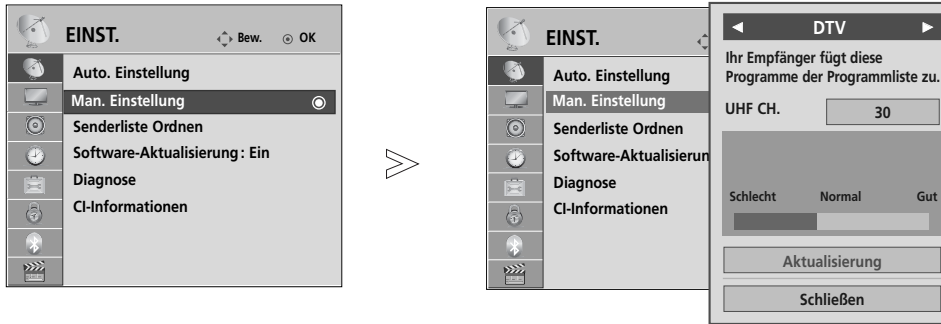 EINST.
Bew.
OK
Auto. Einstellung
Man. Einstellung
Senderliste Ordnen
Software-Aktualisierung : Ein
Diagnose
CI-Informationen
EINST.
Auto. Einstellung
Man. Einstellung
Senderliste Ordnen
Software-Aktualisierun
Diagnose
CI-Informationen
DTV
Ihr Empfänger fügt diese
Programme der Programmliste zu.
UHF CH.
30
Schlecht Normal Gut
Aktualisierung
Schließen